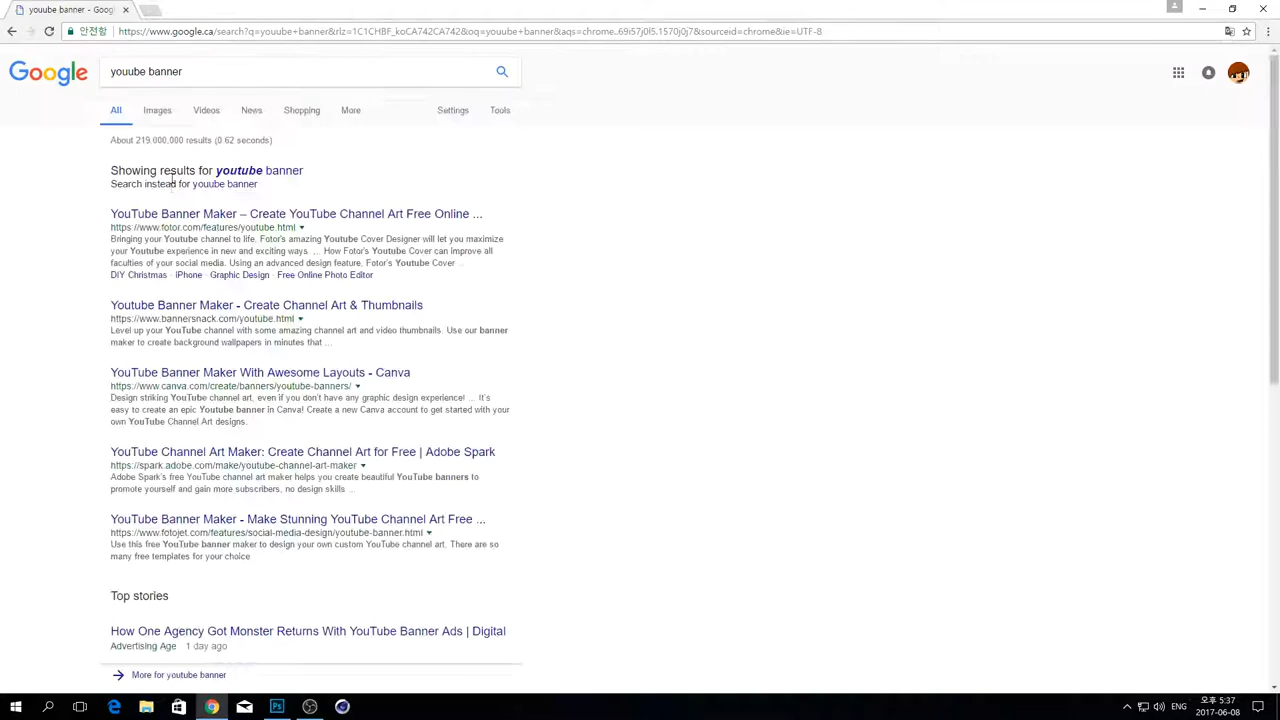 youube banner - Google
안전함 https://www.google.ca/search?q=youube+banner&rlz=1C1CHBF_koCA742CA742&oq=youube+banner&aqs=chrome..69i57j0l5.1570j0j7&sourceid=chrome&ie=UTF-8
Google
youube banner
All Images Videos News Shopping More Settings Tools
About 219,000,000 results (0.62 seconds)
Showing results for youtube banner
Search instead for youube banner
YouTube Banner Maker – Create YouTube Channel Art Free Online ...
https://www.fotor.com/features/youtube.html
Bringing your Youtube channel to life, Fotor's amazing Youtube Cover Designer will let you maximize
your Youtube experience in new and exciting ways. ... How Fotor's Youtube Cover can improve all
faculties of your social media. Using an advanced design feature, Fotor's Youtube Cover ...
DIY Christmas · iPhone · Graphic Design · Free Online Photo Editor
Youtube Banner Maker - Create Channel Art & Thumbnails
https://www.bannersnack.com/youtube.html
Level up your YouTube channel with some amazing channel art and video thumbnails. Use our banner
maker to create background wallpapers in minutes that ...
YouTube Banner Maker With Awesome Layouts - Canva
https://www.canva.com/create/banners/youtube-banners/
Design striking YouTube channel art, even if you don't have any graphic design experience! ... It's
easy to create an epic Youtube banner in Canva! Create a new Canva account to get started with your
own YouTube Channel Art designs.
YouTube Channel Art Maker: Create Channel Art for Free | Adobe Spark
https://spark.adobe.com/make/youtube-channel-art-maker
Adobe Spark's free YouTube channel art maker helps you create beautiful YouTube banners to
promote yourself and gain more subscribers, no design skills ...
YouTube Banner Maker - Make Stunning YouTube Channel Art Free ...
https://www.fotojet.com/features/social-media-design/youtube-banner.html
Use this free YouTube banner maker to design your own custom YouTube channel art. There are so
many free templates for your choice.
Top stories
How One Agency Got Monster Returns With YouTube Banner Ads | Digital
Advertising Age 1 day ago
More for youtube banner
Ps
ENG
오후 5:37
2017-06-08